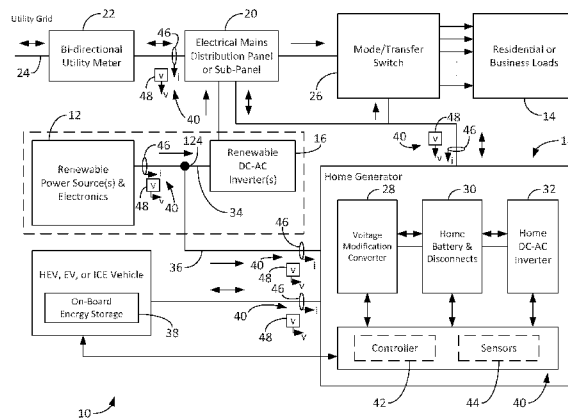 Utility Grid
22
46
20
Bi-directional
Utility Meter
Electrical Mains
Distribution Panel
or Sub-Panel
Mode/Transfer
Switch
Residential or
Business Loads
24
48
V
i
v
40
26
14
12
124
16
46
Renewable
Power Source(s) &
Electronics
48
V
i
v
40
Renewable
DC-AC
Inverter(s)
34
40
48
V
v
i
46
Home Generator
28
30
32
Voltage
Modification
Converter
Home
Battery &
Disconnects
Home
DC-AC
Inverter
36
46
40
48
V
i
v
46
40
48
V
i
v
HEV, EV, or ICE Vehicle
On-Board
Energy Storage
38
Controller
Sensors
42
44
40
10